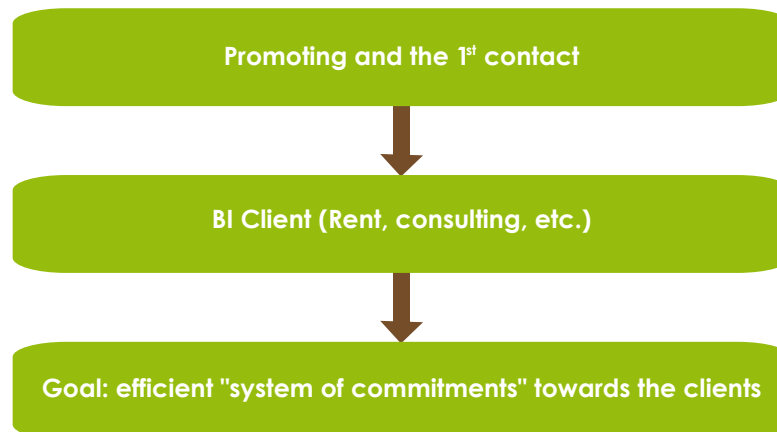 Promoting and the 1st contact
BI Client (Rent, consulting, etc.)
Goal: efficient "system of commitments" towards the clients